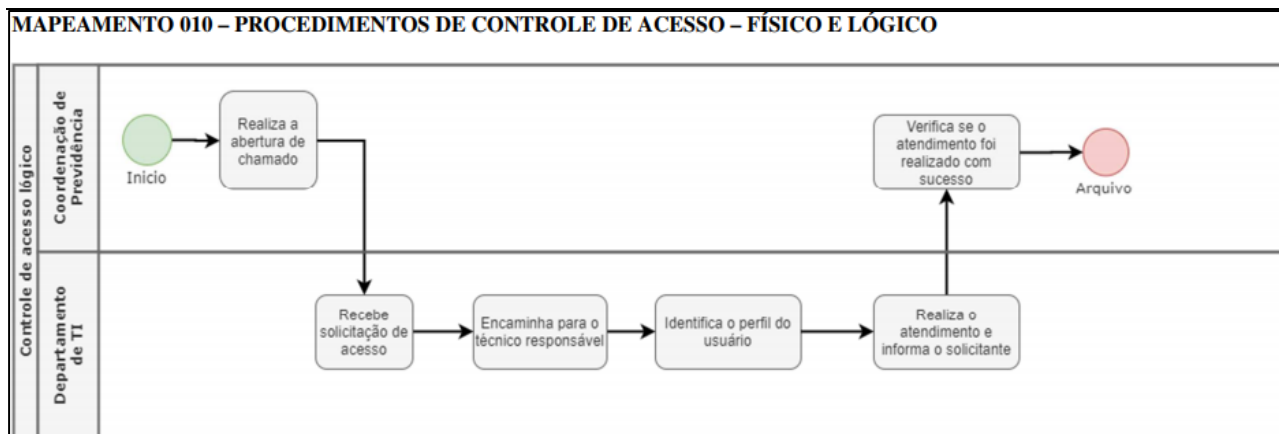 MAPEAMENTO 010 – PROCEDIMENTOS DE CONTROLE DE ACESSO – FÍSICO E LÓGICO
Controle de acesso lógico
Coordenação de
Previdência
Inicio
Realiza a
abertura de
chamado
Verifica se o
atendimento foi
realizado com
sucesso
Arquivo
Departamento
de TI
Recebe
solicitação de
acesso
Encaminha para o
técnico responsável
Identifica o perfil do
usuário
Realiza o
atendimento e
informa o solicitante